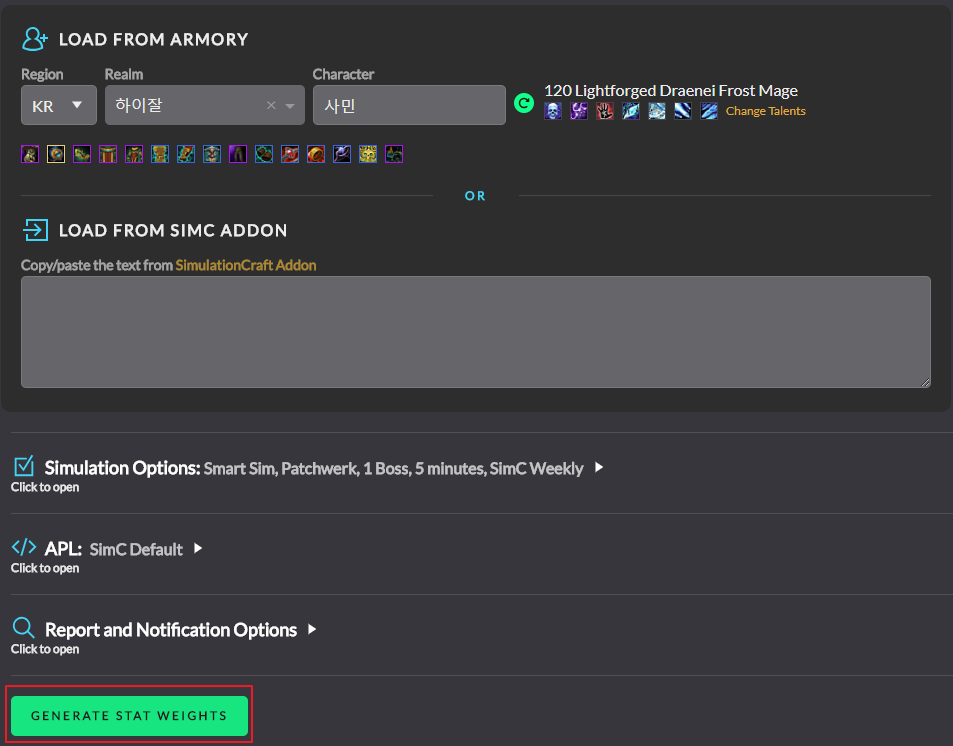 LOAD FROM ARMORY
Region Realm Character
KR 하이잘 사민
120 Lightforged Draenei Frost Mage
Change Talents
OR
LOAD FROM SIMC ADDON
Copy/paste the text from SimulationCraft Addon
Simulation Options: Smart Sim, Patchwerk, 1 Boss, 5 minutes, SimC Weekly
Click to open
APL: SimC Default
Click to open
Report and Notification Options
Click to open
GENERATE STAT WEIGHTS